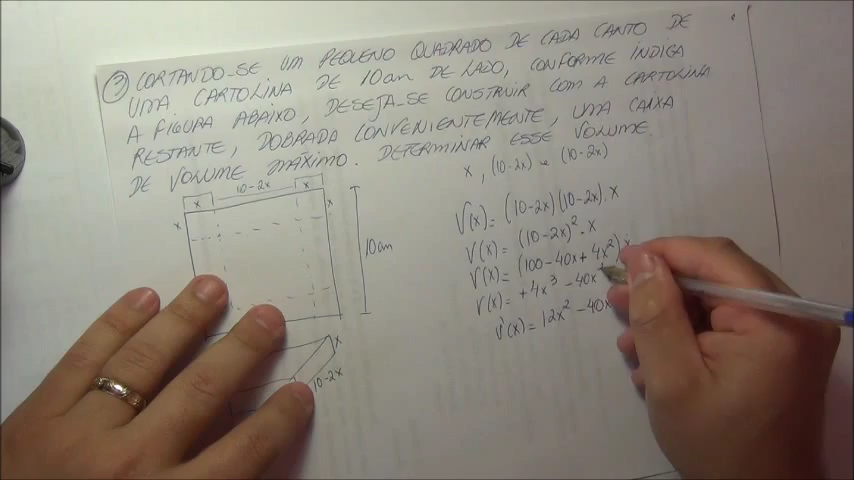 ③ CORTANDO-SE UM PEQUENO QUADRADO DE CADA CANTO DE
UMA CARTOLINA DE 10cm DE LADO, CONFORME INDIGA
A FIGURA ABAIXO, DESEJA-SE CONSTRUIR COM A CARTOLINA
RESTANTE, DOBRADA CONVENIENTEMENTE, UMA CAIXA
DE VOLUME MÁXIMO. DETERMINAR ESSE VOLUME.
x, (10-2x) e (10-2x)
x 10-2x x
x x
10cm
x
10-2x
V(x) = (10-2x)(10-2x).x
V(x) = (10-2x)².x
V(x) = (100-40x+4x²).x
V(x) = +4x³ -40x
V'(x) = 12x² -40x